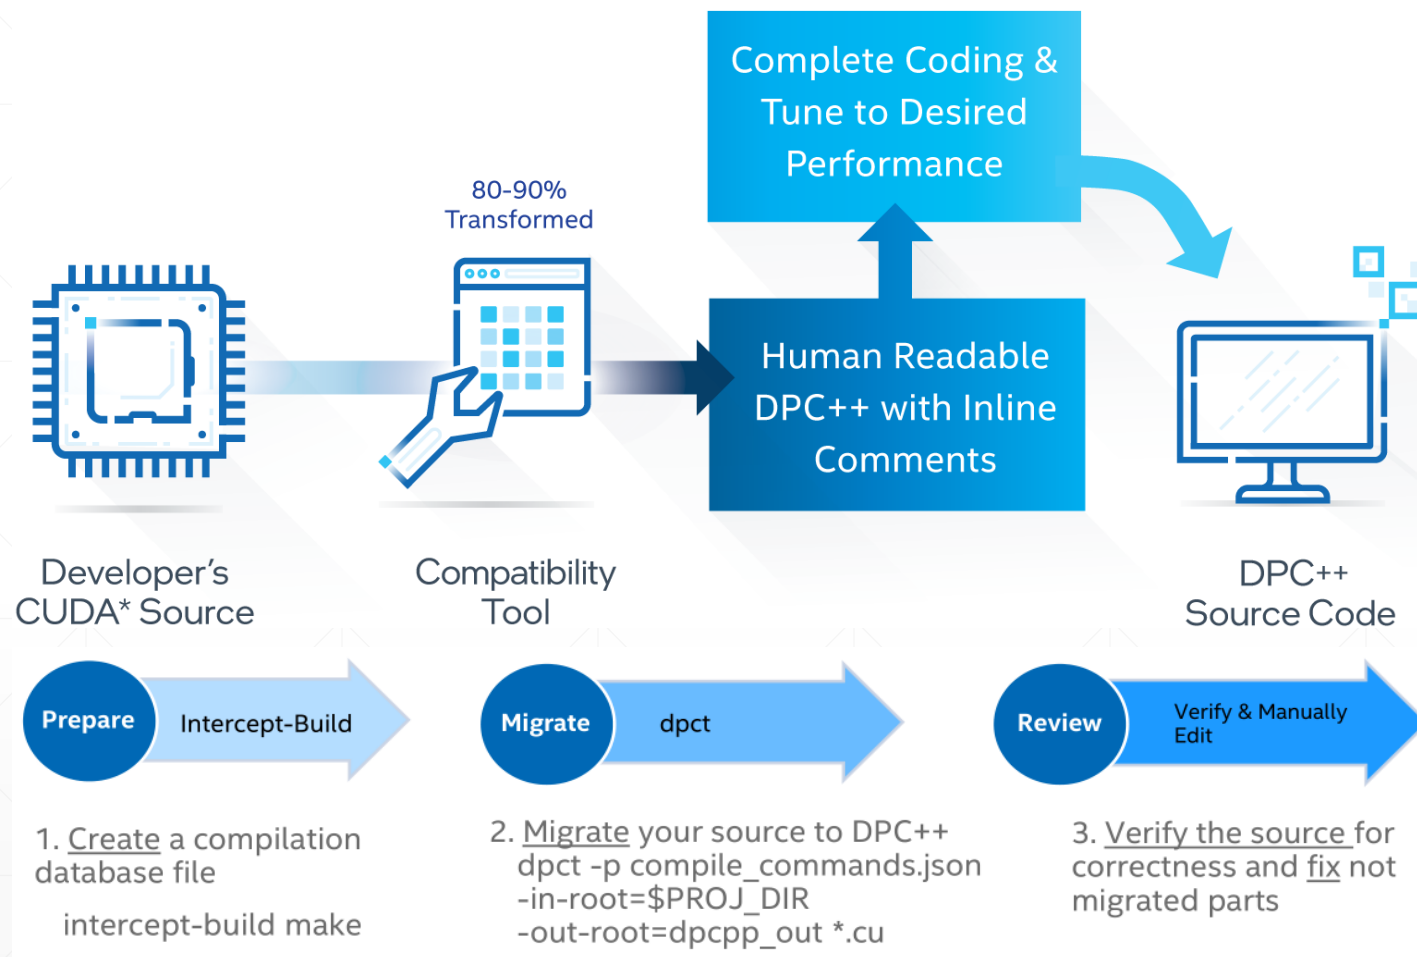 Complete Coding &
Tune to Desired
Performance
80-90%
Transformed
Human Readable
DPC++ with Inline
Comments
Developer's
CUDA* Source
Compatibility
Tool
DPC++
Source Code
Prepare
Intercept-Build
Migrate
dpct
Review
Verify & Manually
Edit
1. Create a compilation
database file
intercept-build make
2. Migrate your source to DPC++
dpct -p compile_commands.json
-in-root=$PROJ_DIR
-out-root=dpcpp_out *.cu
3. Verify the source for
correctness and fix not
migrated parts